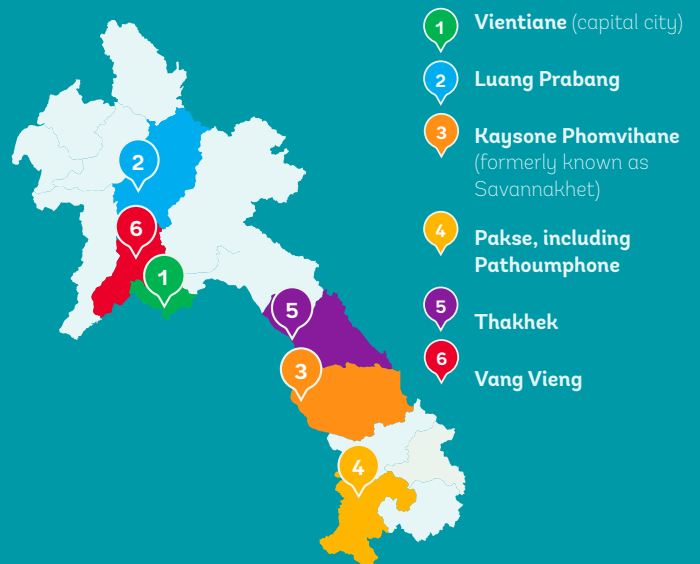 1 Vientiane (capital city)
2 Luang Prabang
3 Kaysone Phomvihane
(formerly known as
Savannakhet)
4 Pakse, including
Pathoumphone
5 Thakhek
6 Vang Vieng
2
6
1
5
3
4